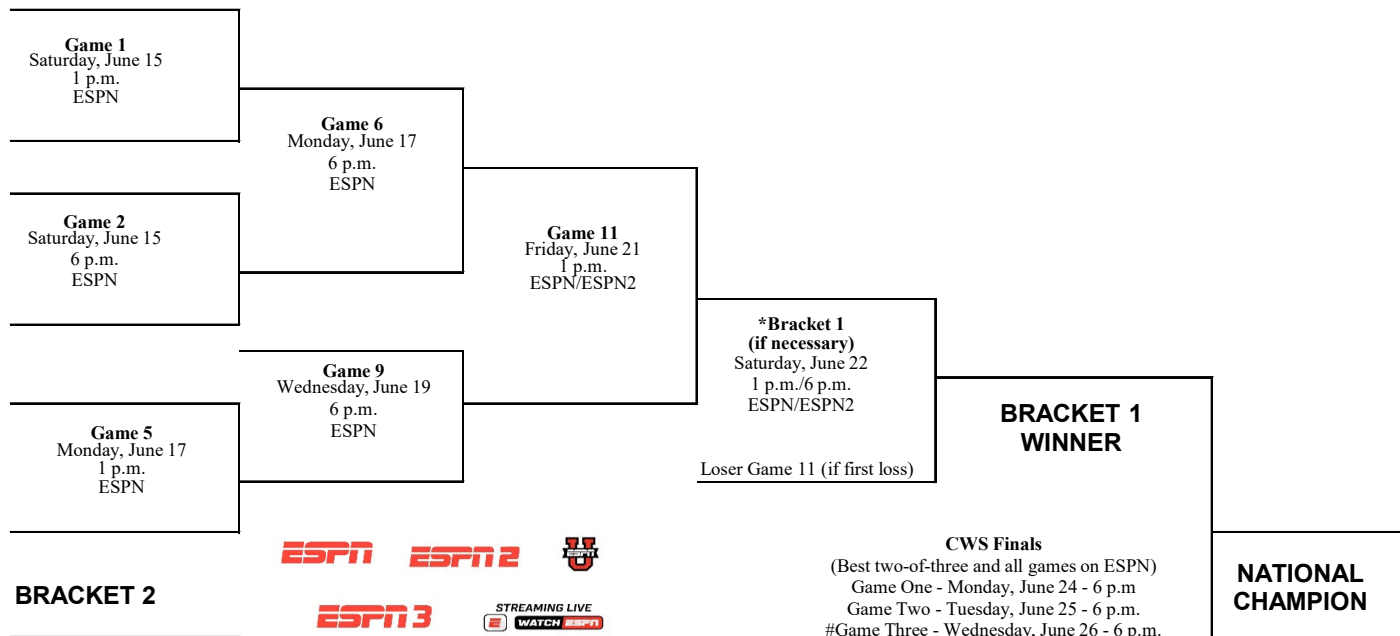 Game 1
Saturday, June 15
1 p.m.
ESPN
Game 6
Monday, June 17
6 p.m.
ESPN
Game 2
Saturday, June 15
6 p.m.
ESPN
Game 11
Friday, June 21
1 p.m.
ESPN/ESPN2
*Bracket 1
(if necessary)
Saturday, June 22
1 p.m./6 p.m.
ESPN/ESPN2
Loser Game 11 (if first loss)
Game 9
Wednesday, June 19
6 p.m.
ESPN
Game 5
Monday, June 17
1 p.m.
ESPN
BRACKET 1
WINNER
ESPN
ESPN 2
ESPN U
ESPN 3
STREAMING LIVE
E WATCH ESPN
BRACKET 2
CWS Finals
(Best two-of-three and all games on ESPN)
Game One - Monday, June 24 - 6 p.m
Game Two - Tuesday, June 25 - 6 p.m.
#Game Three - Wednesday, June 26 - 6 p.m.
NATIONAL
CHAMPION